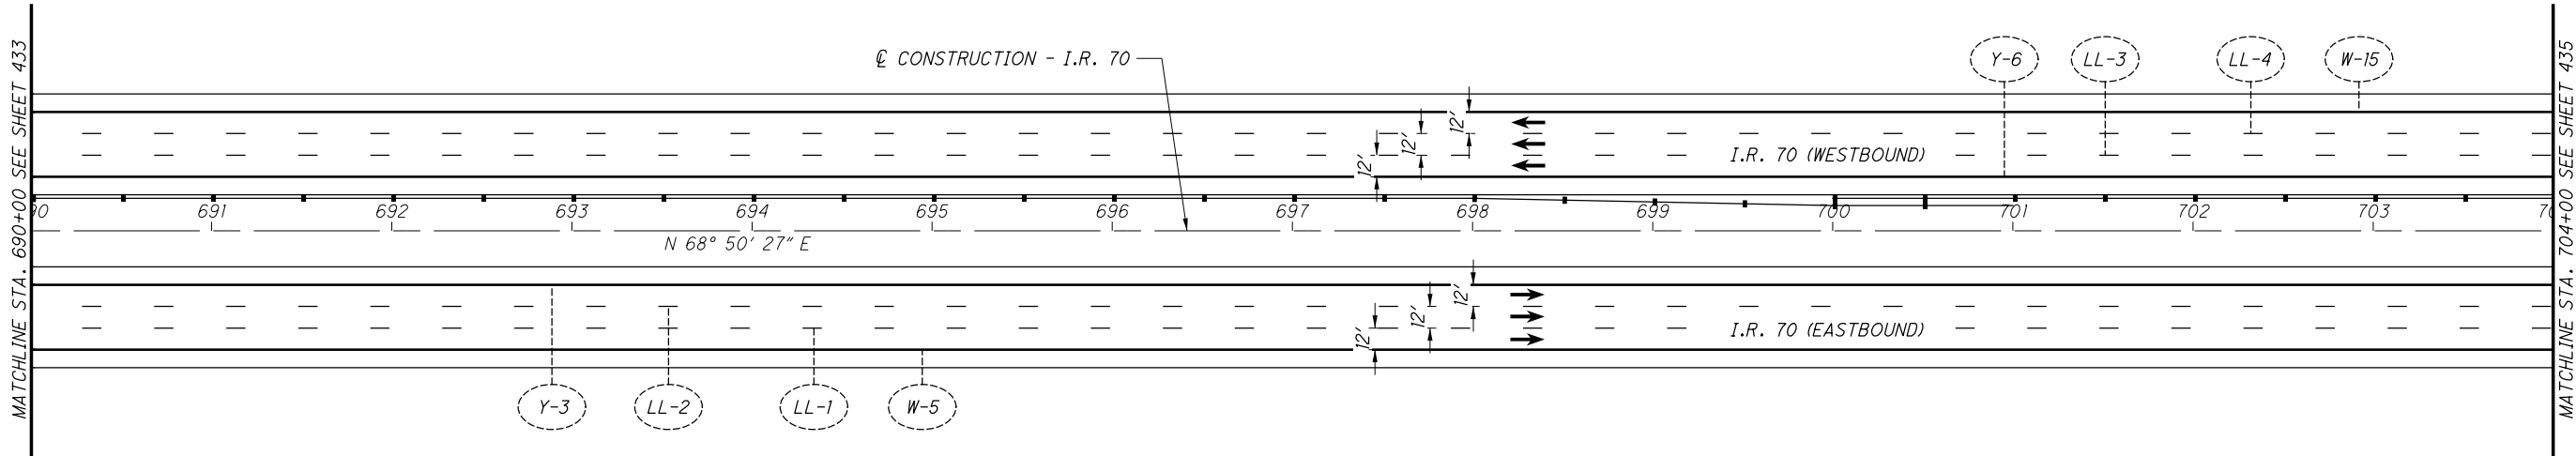 MATCHLINE STA. 690+00 SEE SHEET 433
℄ CONSTRUCTION - I.R. 70
Y-6
LL-3
LL-4
W-15
12'
12'
12'
I.R. 70 (WESTBOUND)
90 691 692 693 694 695 696 697 698 699 700 701 702 703 70
N 68° 50' 27" E
12'
12'
12'
I.R. 70 (EASTBOUND)
Y-3
LL-2
LL-1
W-5
MATCHLINE STA. 704+00 SEE SHEET 435